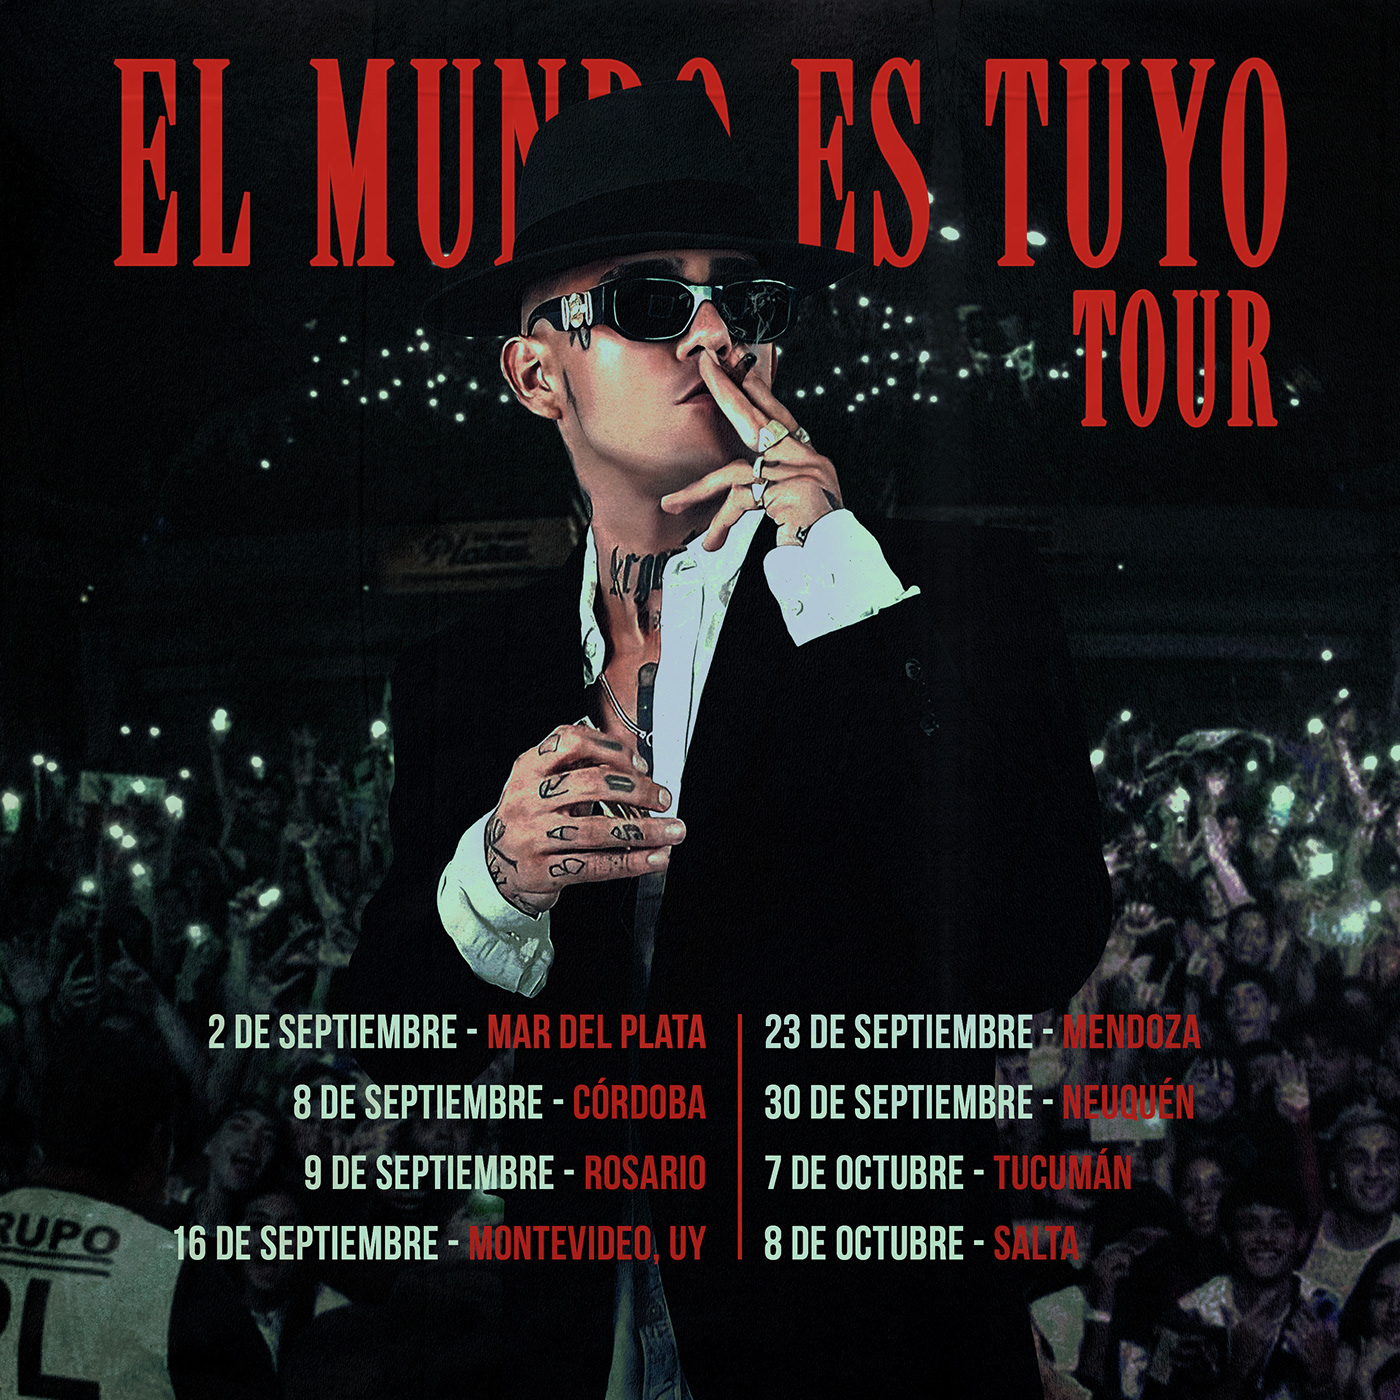 EL MUNDO ES TUYO
TOUR
2 DE SEPTIEMBRE - MAR DEL PLATA
8 DE SEPTIEMBRE - CÓRDOBA
9 DE SEPTIEMBRE - ROSARIO
16 DE SEPTIEMBRE - MONTEVIDEO, UY
23 DE SEPTIEMBRE - MENDOZA
30 DE SEPTIEMBRE - NEUQUÉN
7 DE OCTUBRE - TUCUMÁN
8 DE OCTUBRE - SALTA
RUPO